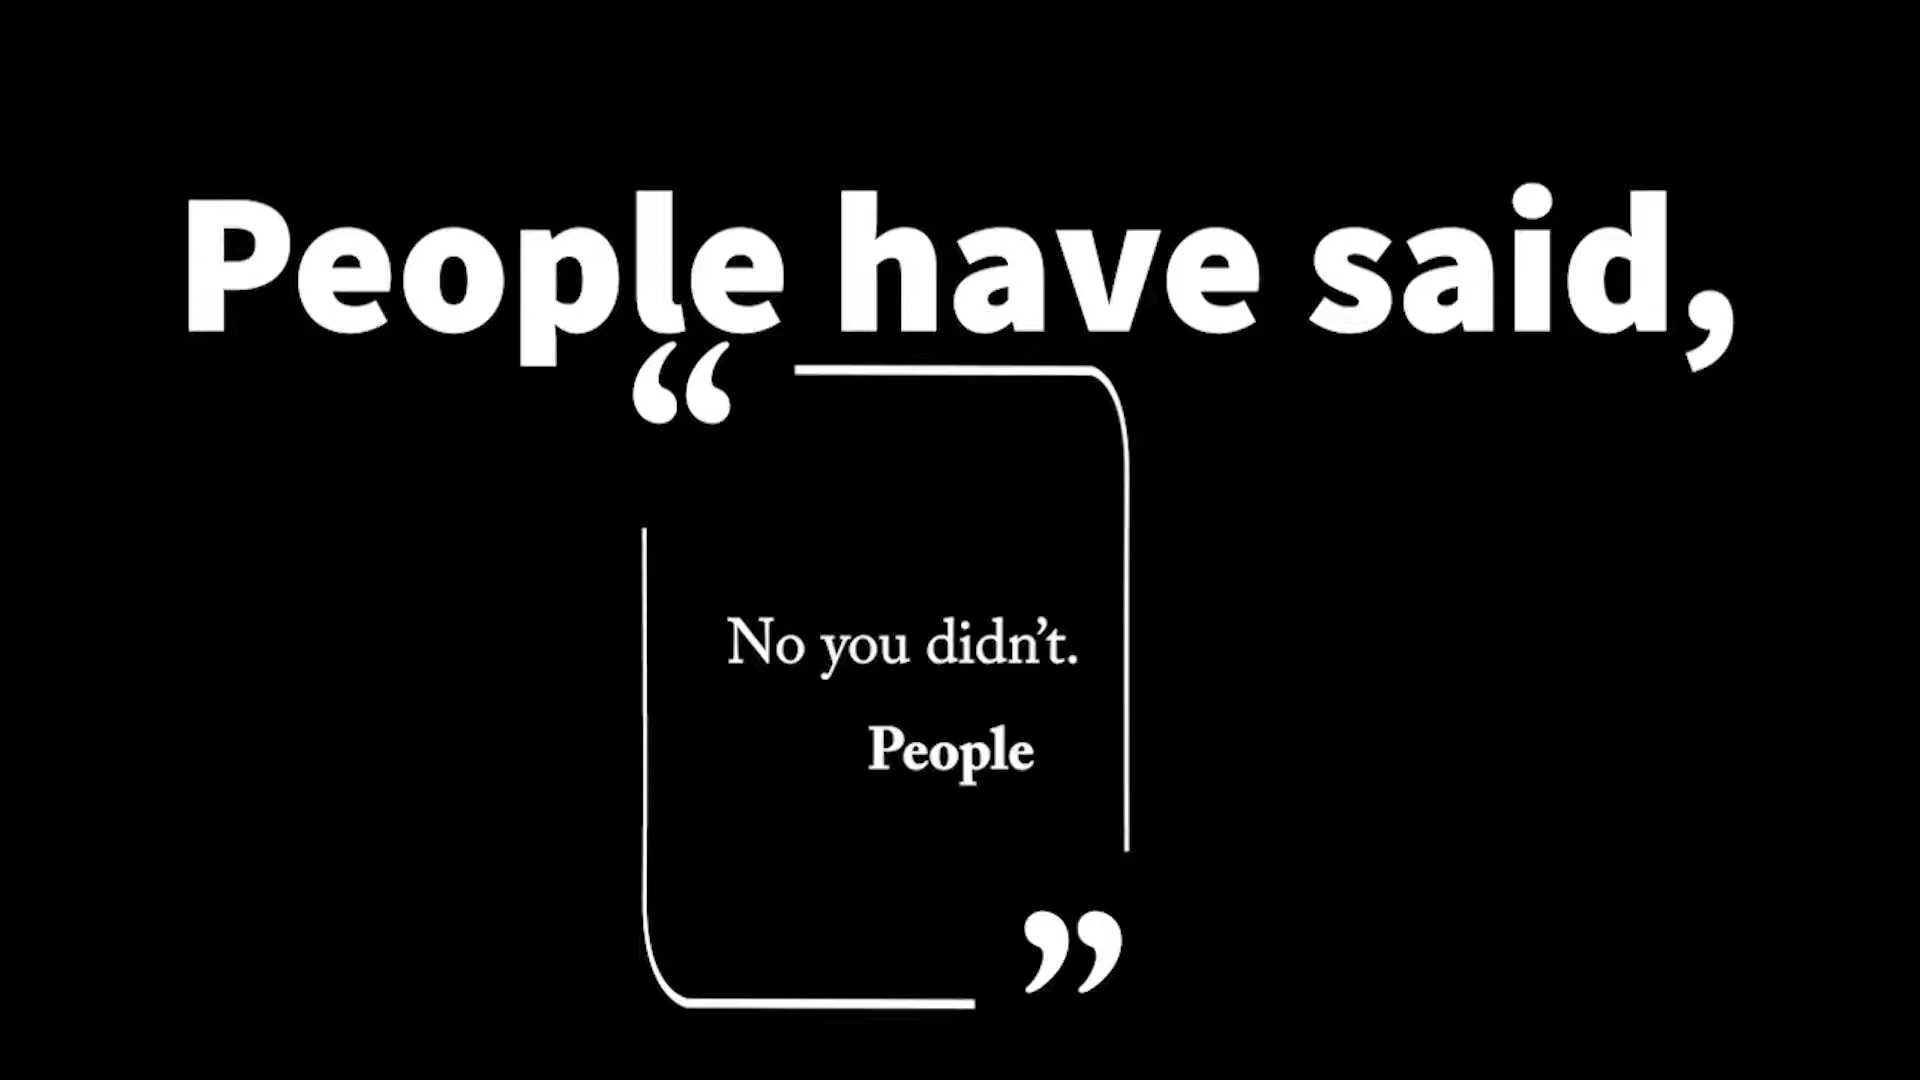 People have said,
“
No you didn’t.
People
”